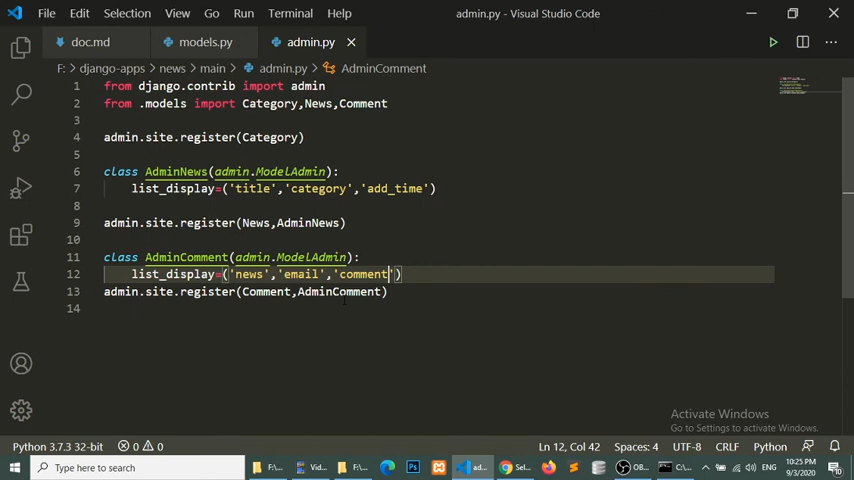 File Edit Selection View Go Run Terminal Help admin.py - Visual Studio Code
doc.md models.py admin.py
F: > django-apps > news > main > admin.py > AdminComment
1 from django.contrib import admin
2 from .models import Category,News,Comment
3
4 admin.site.register(Category)
5
6 class AdminNews(admin.ModelAdmin):
7 list_display=('title','category','add_time')
8
9 admin.site.register(News,AdminNews)
10
11 class AdminComment(admin.ModelAdmin):
12 list_display=('news','email','comment')
13 admin.site.register(Comment,AdminComment)
14
Activate Windows
Go to Settings to activate Windows.
Python 3.7.3 32-bit 0 0 Ln 12, Col 42 Spaces: 4 UTF-8 CRLF Python
Type here to search F:\... Vid... F:\... ad... Sel... OB... C:\... ENG 10:25 PM
9/3/2020